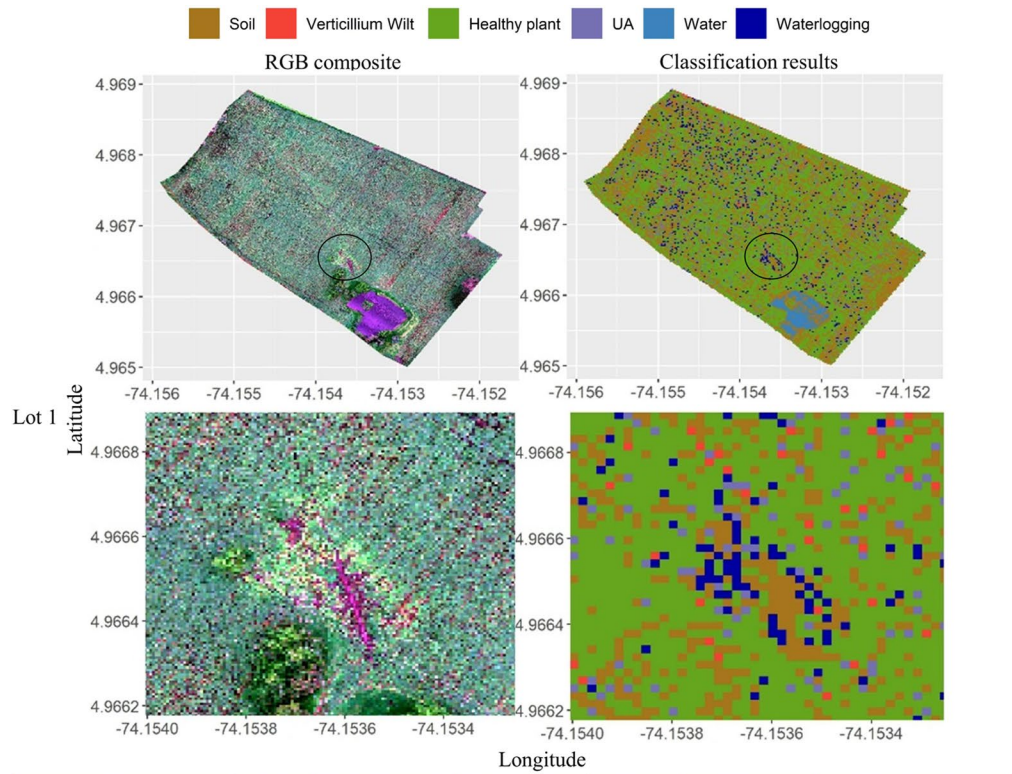 Soil Verticillium Wilt Healthy plant UA Water Waterlogging
RGB composite Classification results
4.969
4.968
4.967
4.966
4.965
-74.156 -74.155 -74.154 -74.153 -74.152
4.969
4.968
4.967
4.966
4.965
-74.156 -74.155 -74.154 -74.153 -74.152
Lot 1
Latitude
4.9668
4.9666
4.9664
4.9662
-74.1540 -74.1538 -74.1536 -74.1534
4.9668
4.9666
4.9664
4.9662
-74.1540 -74.1538 -74.1536 -74.1534
Longitude